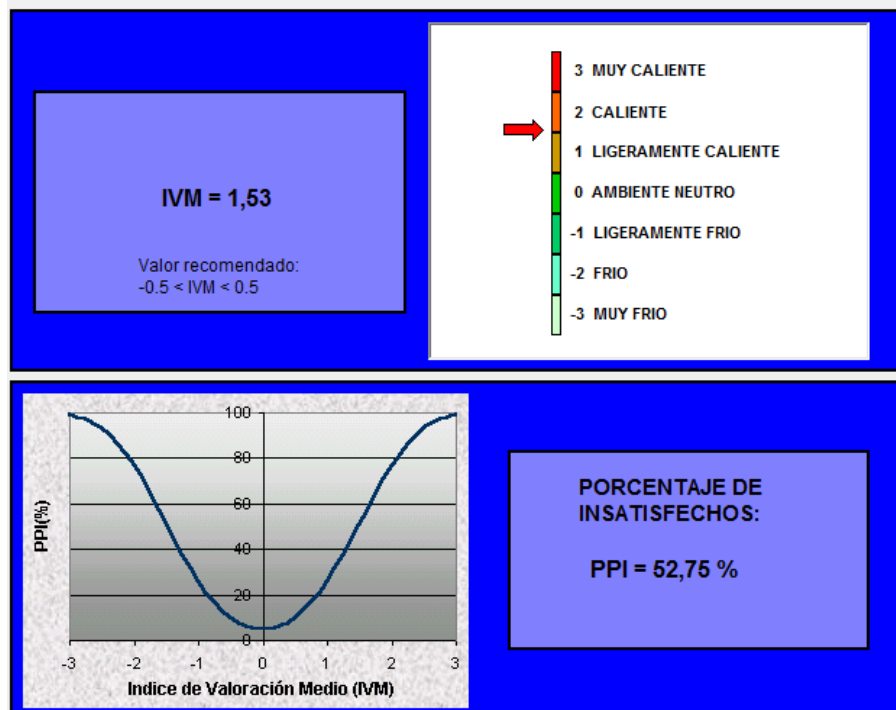 IVM = 1,53
Valor recomendado:
-0.5 < IVM < 0.5
3 MUY CALIENTE
2 CALIENTE
1 LIGERAMENTE CALIENTE
0 AMBIENTE NEUTRO
-1 LIGERAMENTE FRIO
-2 FRIO
-3 MUY FRIO
100
80
60
40
20
0
PPI(%)
-3 -2 -1 0 1 2 3
Indice de Valoración Medio (IVM)
PORCENTAJE DE
INSATISFECHOS:
PPI = 52,75 %